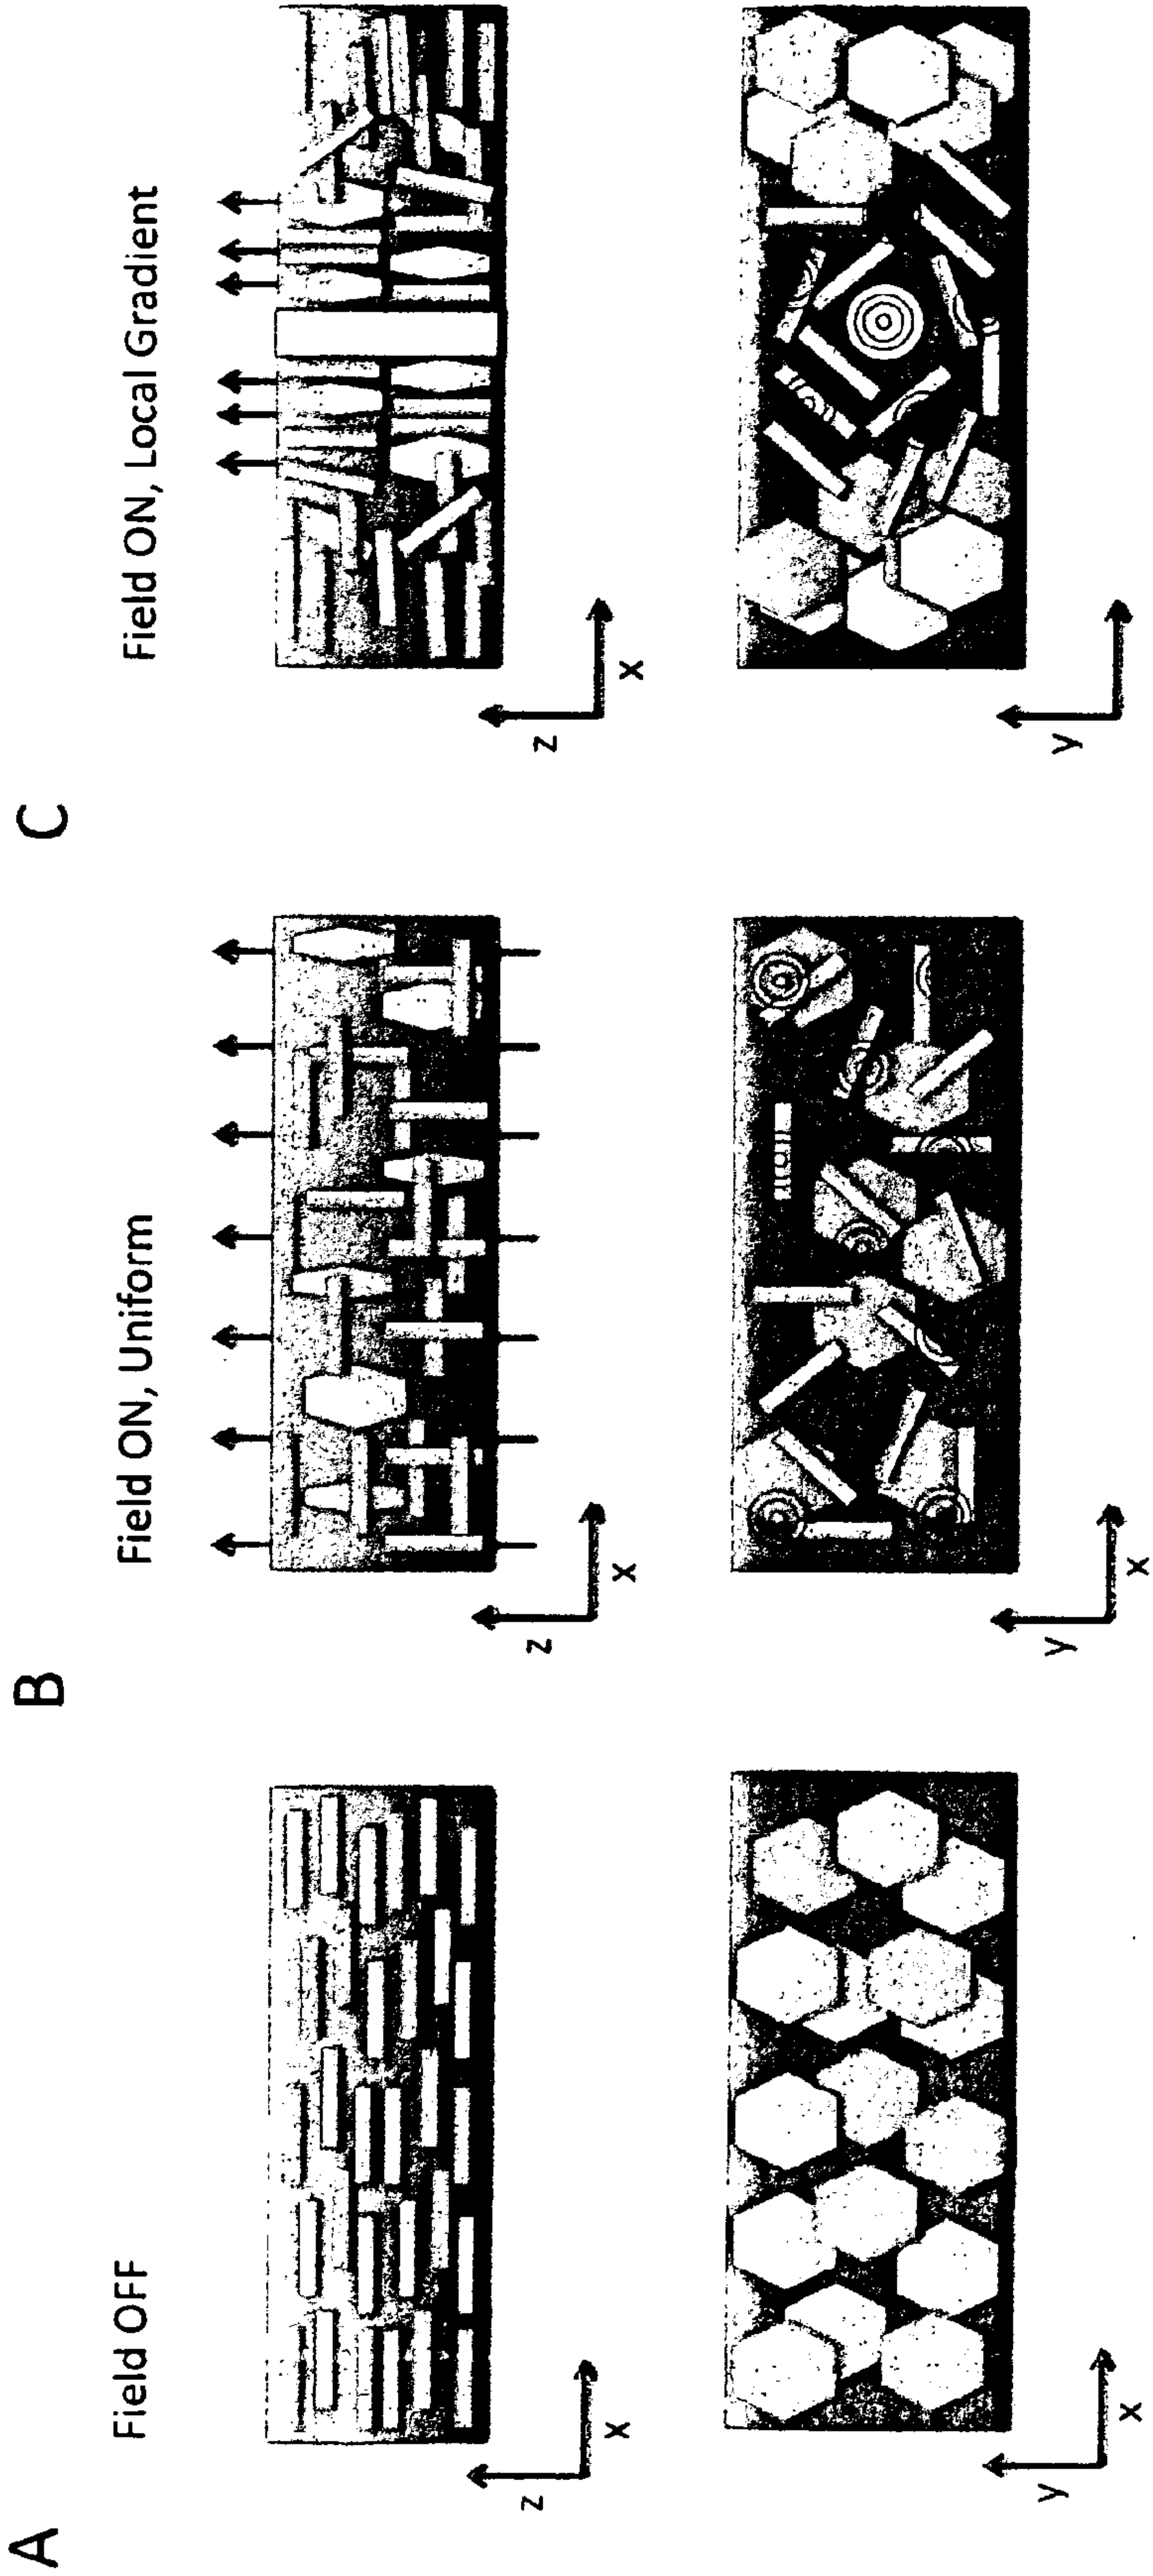 A
Field OFF
z
x
y
x
B
Field ON, Uniform
z
x
y
x
C
Field ON, Local Gradient
z
x
y